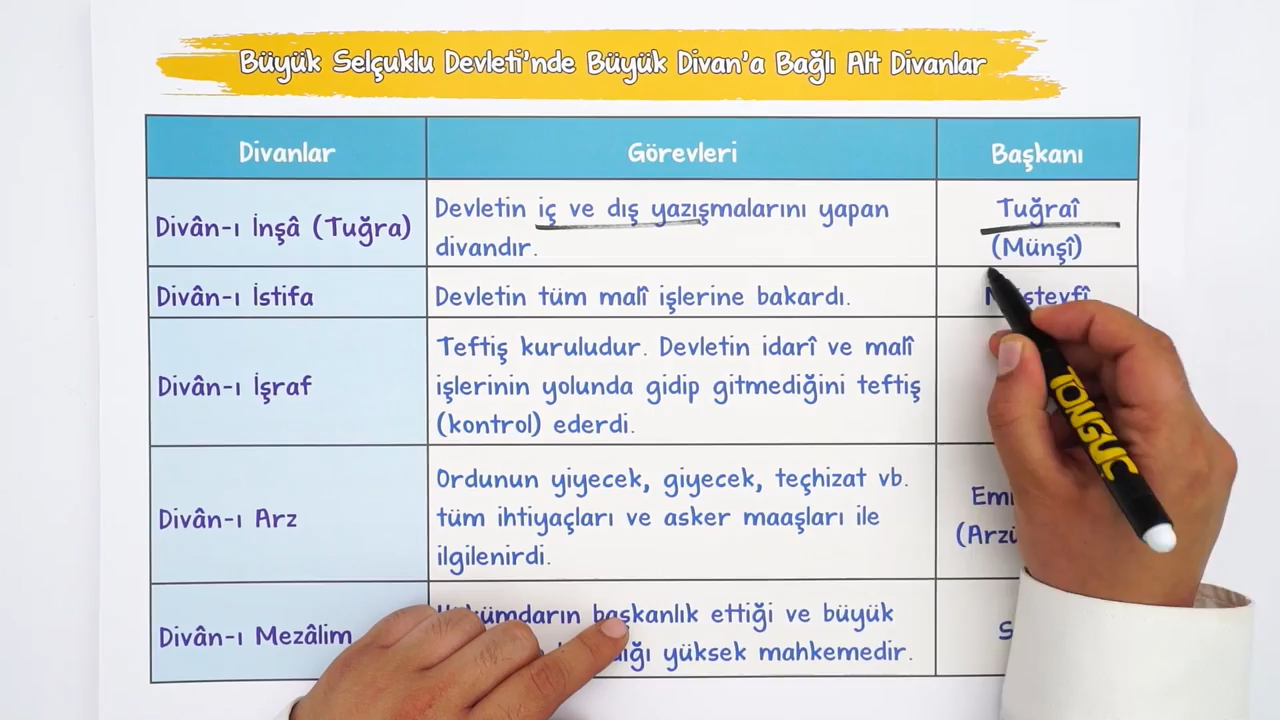 Büyük Selçuklu Devleti'nde Büyük Divan'a Bağlı Alt Divanlar
Divanlar
Görevleri
Başkanı
Divân-ı İnşâ (Tuğra)
Devletin iç ve dış yazışmalarını yapan
divandır.
Tuğraî
(Münşî)
Divân-ı İstifa
Devletin tüm malî işlerine bakardı.
Divân-ı İşraf
Teftiş kuruludur. Devletin idarî ve malî
işlerinin yolunda gidip gitmediğini teftiş
(kontrol) ederdi.
Divân-ı Arz
Ordunun yiyecek, giyecek, teçhizat vb.
tüm ihtiyaçları ve asker maaşları ile
ilgilenirdi.
Divân-ı Mezâlim
başkanlık ettiği ve büyük
yüksek mahkemedir.
TONGUÇ